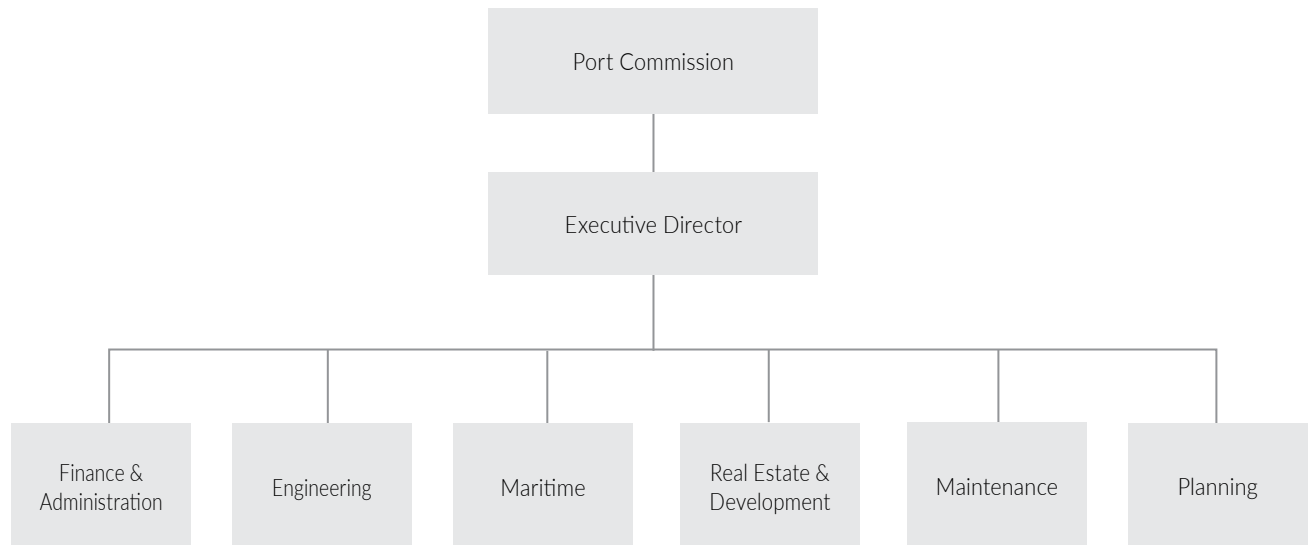 Port Commission
Executive Director
Finance &
Administration
Engineering
Maritime
Real Estate &
Development
Maintenance
Planning